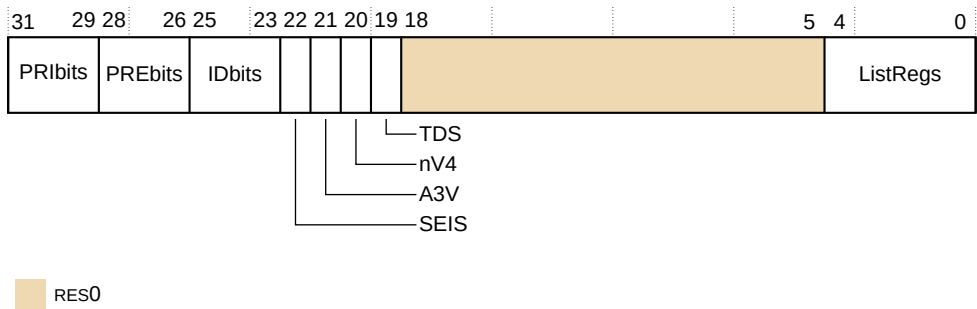 31 29 28 26 25 23 22 21 20 19 18 5 4 0
PRIbits PREbits IDbits ListRegs
TDS
nV4
A3V
SEIS
RES0